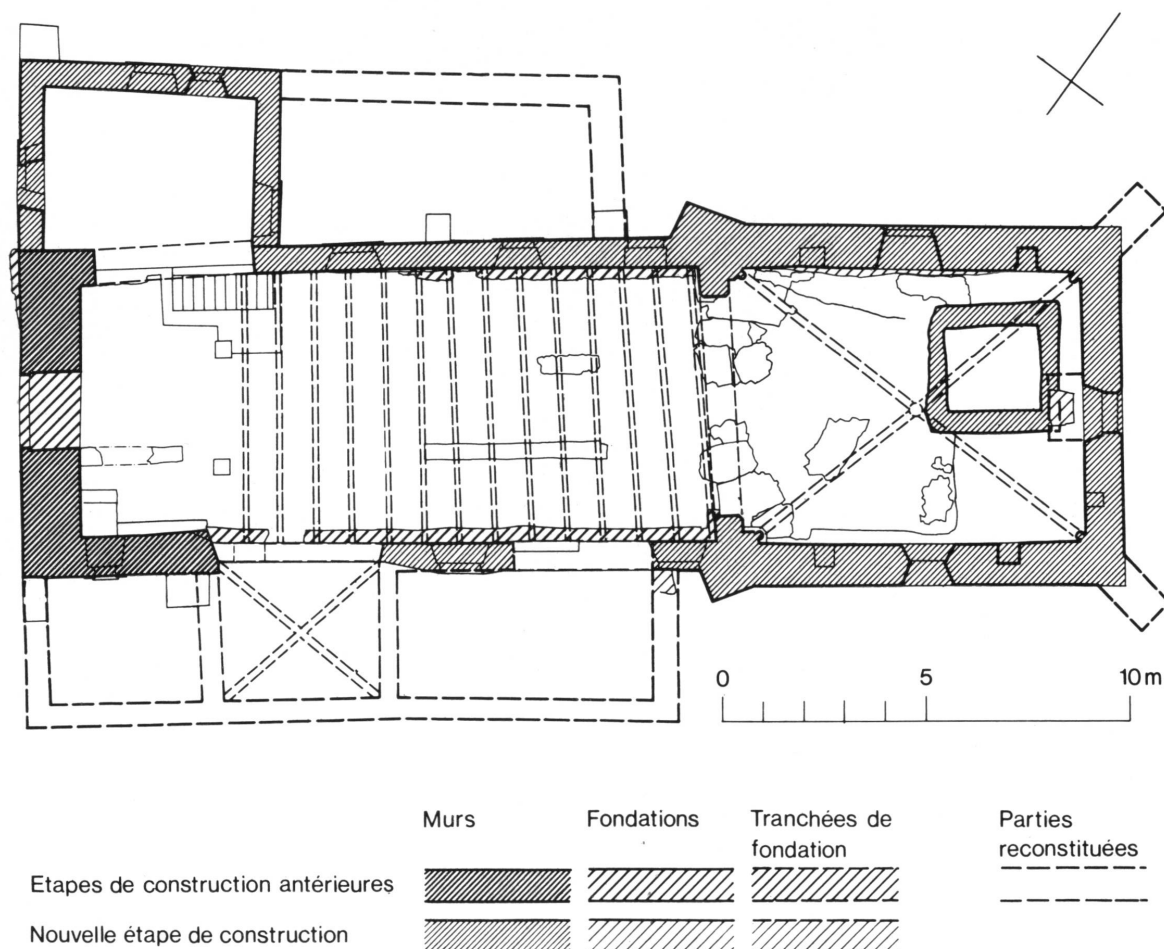 0 5 10 m
Murs Fondations Tranchées de fondation Parties reconstituées
Etapes de construction antérieures
Nouvelle étape de construction